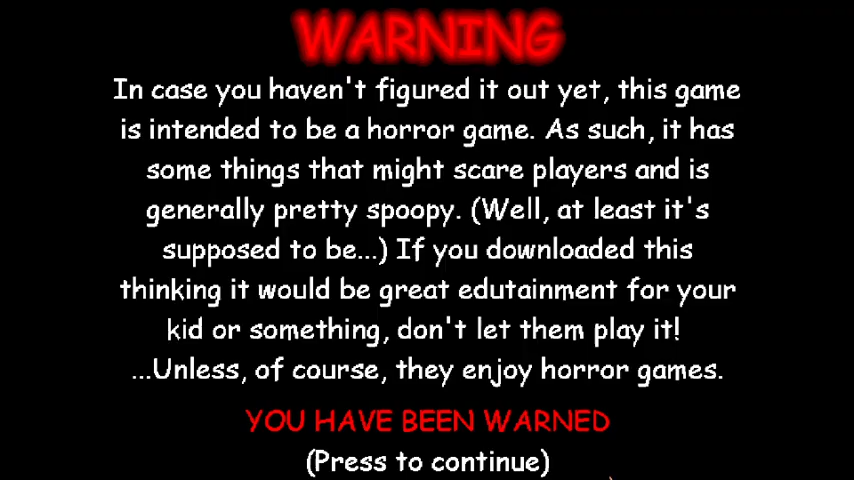 WARNING
In case you haven't figured it out yet, this game
is intended to be a horror game. As such, it has
some things that might scare players and is
generally pretty spoopy. (Well, at least it's
supposed to be...) If you downloaded this
thinking it would be great edutainment for your
kid or something, don't let them play it!
...Unless, of course, they enjoy horror games.
YOU HAVE BEEN WARNED
(Press to continue)